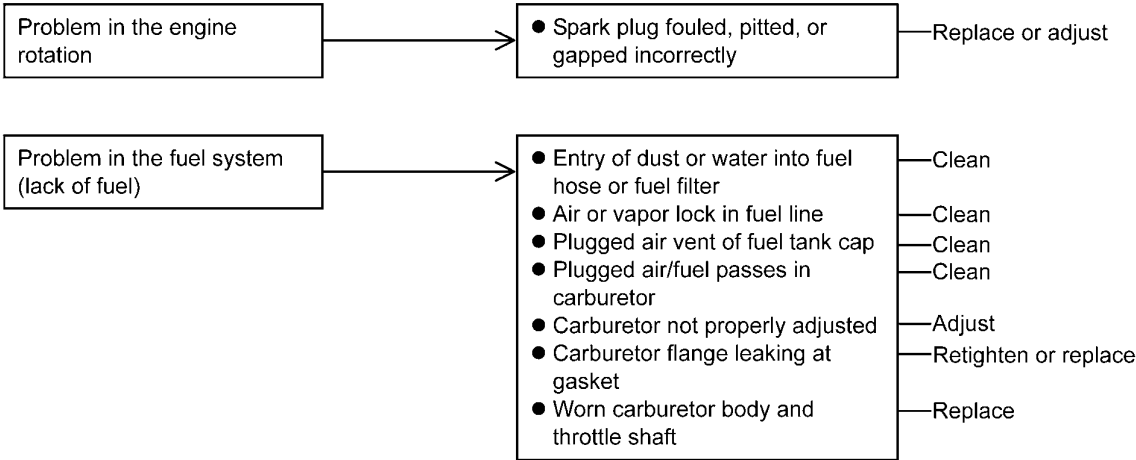 Problem in the engine
rotation
● Spark plug fouled, pitted, or
gapped incorrectly
Replace or adjust
Problem in the fuel system
(lack of fuel)
● Entry of dust or water into fuel
hose or fuel filter
Clean
● Air or vapor lock in fuel line
Clean
● Plugged air vent of fuel tank cap
Clean
● Plugged air/fuel passes in
carburetor
Clean
● Carburetor not properly adjusted
Adjust
● Carburetor flange leaking at
gasket
Retighten or replace
● Worn carburetor body and
throttle shaft
Replace